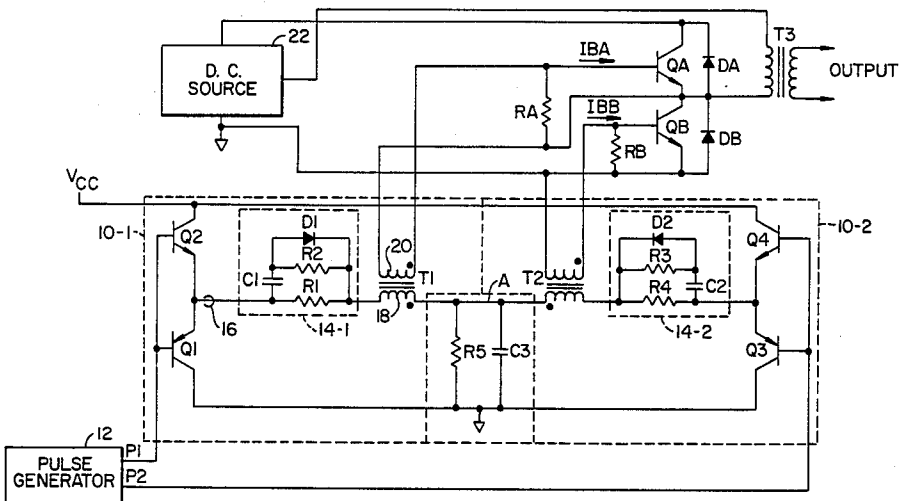 22
D. C.
SOURCE
IBA
QA
DA
T3
OUTPUT
RA
IBB
QB
RB
DB
VCC
10-1
Q2
D1
R2
C1
R1
20
T1
18
A
T2
D2
R3
R4
C2
Q4
10-2
16
14-1
14-2
Q1
R5
C3
Q3
12
PULSE
GENERATOR
P1
P2